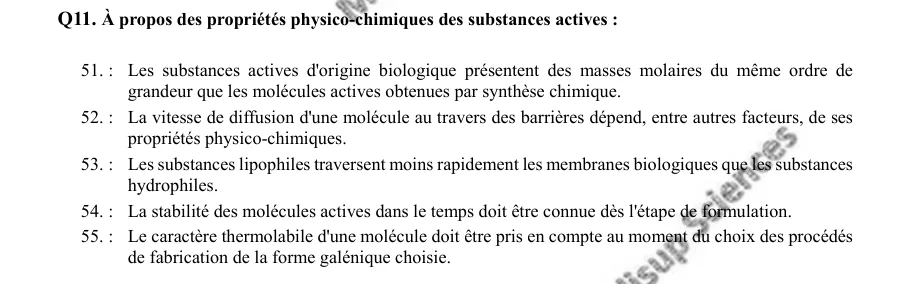 Q11. À propos des propriétés physico-chimiques des substances actives :
51. : Les substances actives d'origine biologique présentent des masses molaires du même ordre de
grandeur que les molécules actives obtenues par synthèse chimique.
52. : La vitesse de diffusion d'une molécule au travers des barrières dépend, entre autres facteurs, de ses
propriétés physico-chimiques.
53. : Les substances lipophiles traversent moins rapidement les membranes biologiques que les substances
hydrophiles.
54. : La stabilité des molécules actives dans le temps doit être connue dès l'étape de formulation.
55. : Le caractère thermolabile d'une molécule doit être pris en compte au moment du choix des procédés
de fabrication de la forme galénique choisie.
isup Sciences